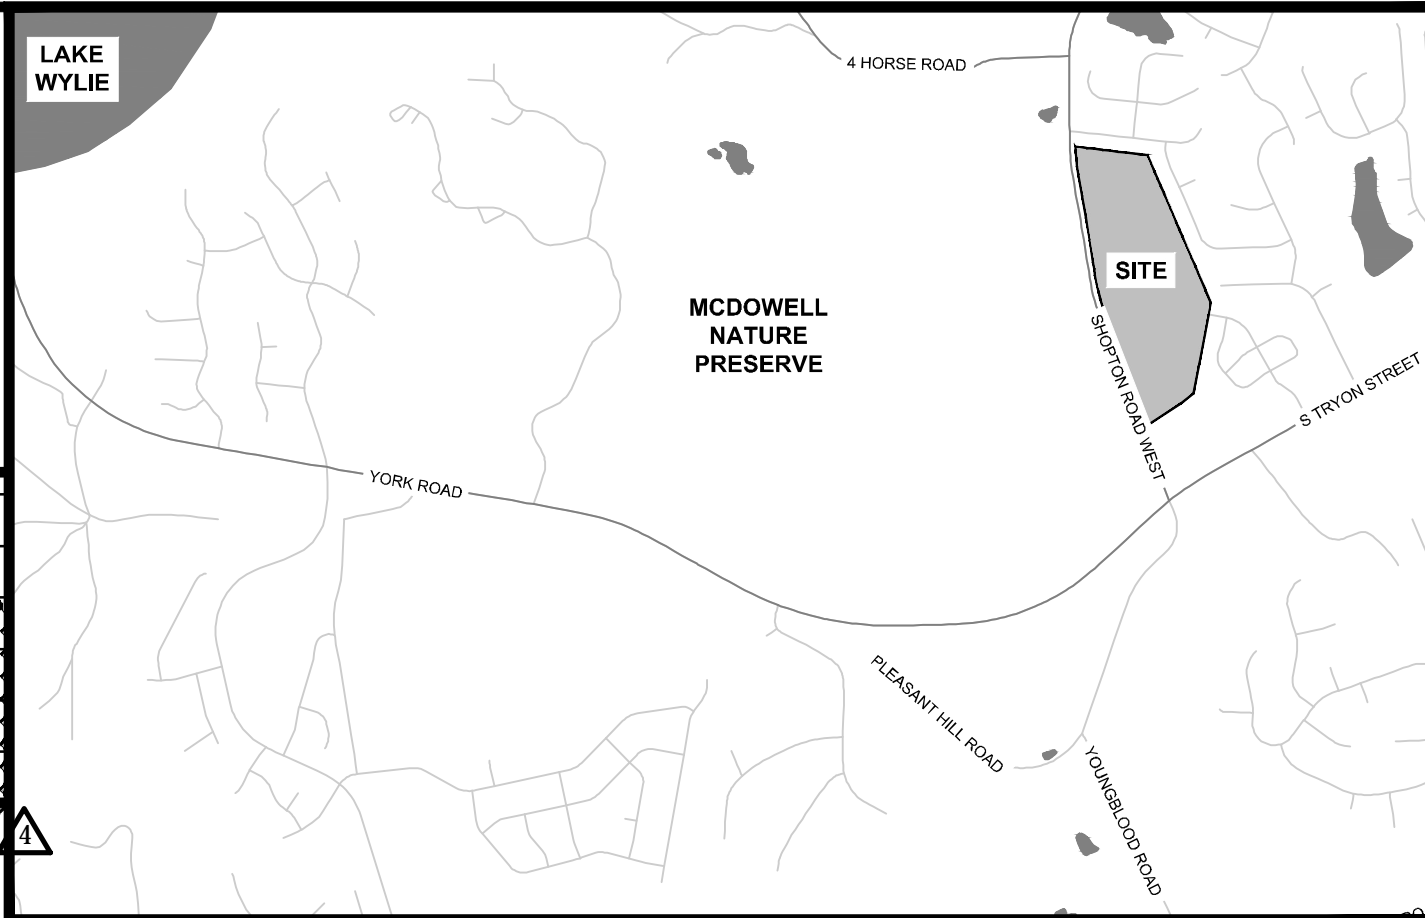 LAKE
WYLIE
4 HORSE ROAD
SITE
MCDOWELL
NATURE
PRESERVE
SHOPTON ROAD WEST
S TRYON STREET
YORK ROAD
PLEASANT HILL ROAD
YOUNGBLOOD ROAD
4